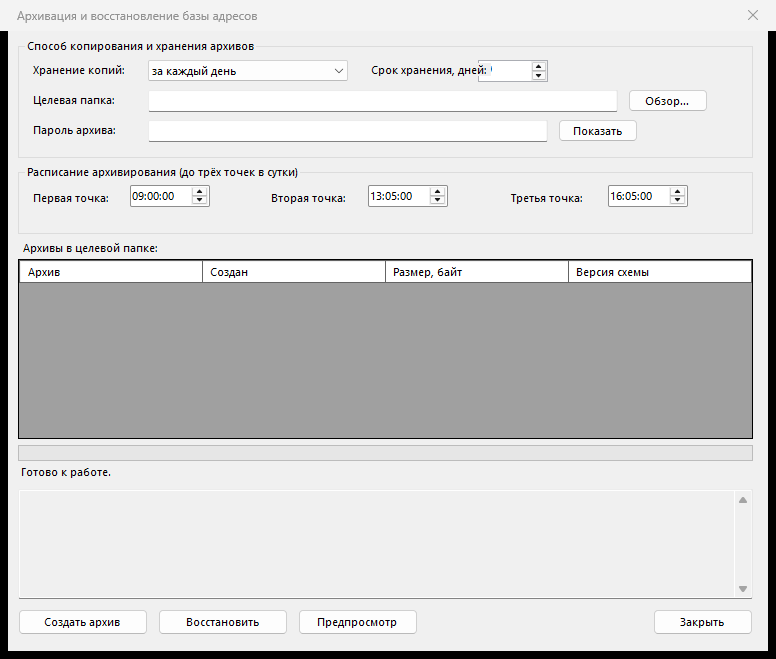 Архивация и восстановление базы адресов
Способ копирования и хранения архивов
Хранение копий: за каждый день Срок хранения, дней:
Целевая папка: Обзор...
Пароль архива: Показать
Расписание архивирования (до трёх точек в сутки)
Первая точка: 09:00:00 Вторая точка: 13:05:00 Третья точка: 16:05:00
Архивы в целевой папке:
Архив Создан Размер, байт Версия схемы
Готово к работе.
Создать архив Восстановить Предпросмотр Закрыть